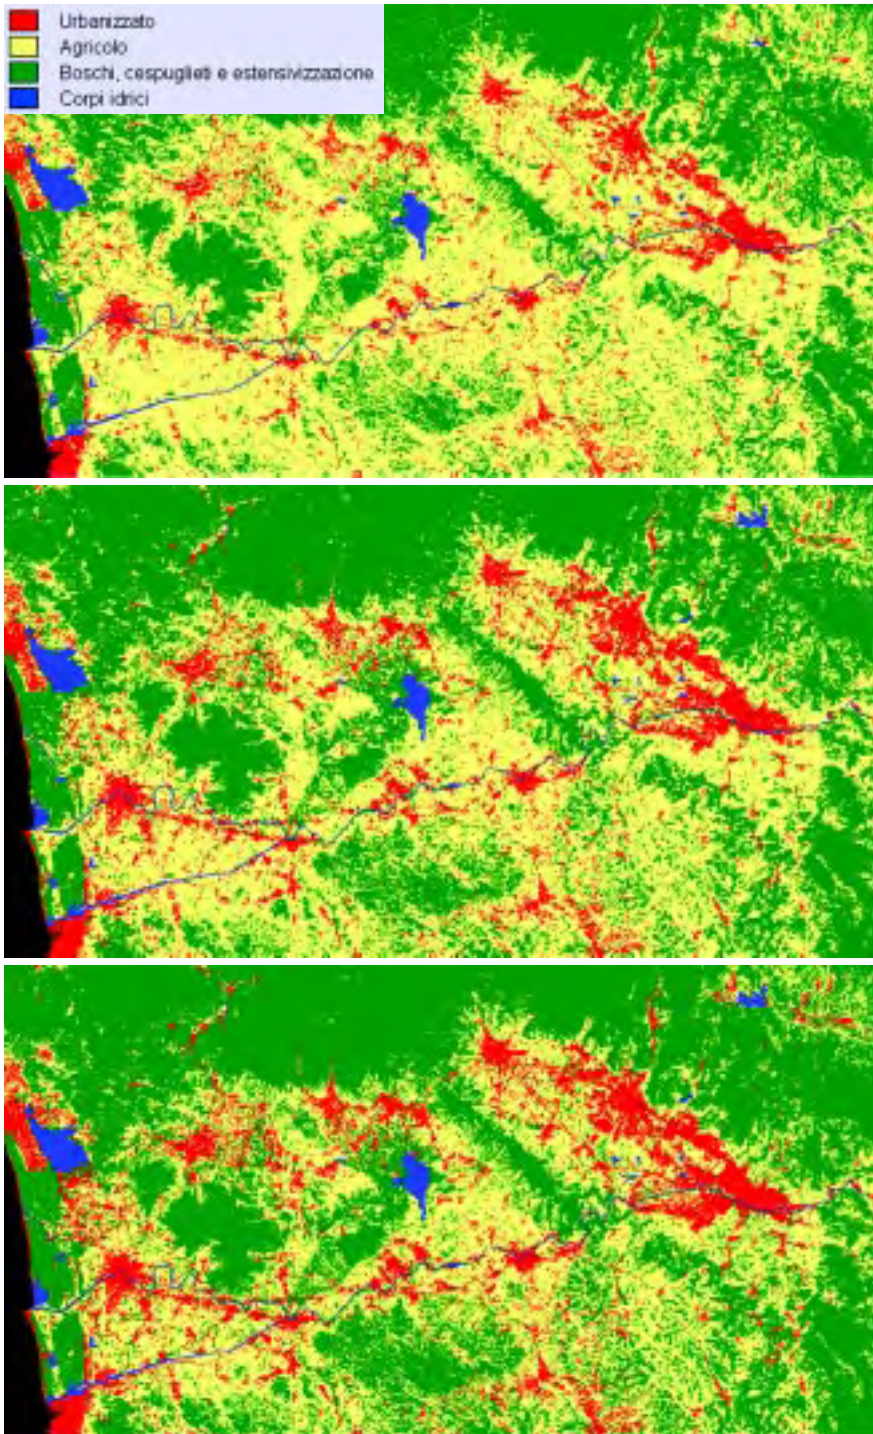 Urbanizzato
Agricolo
Boschi, cespuglieti e estensivizzazione
Corpi idrici